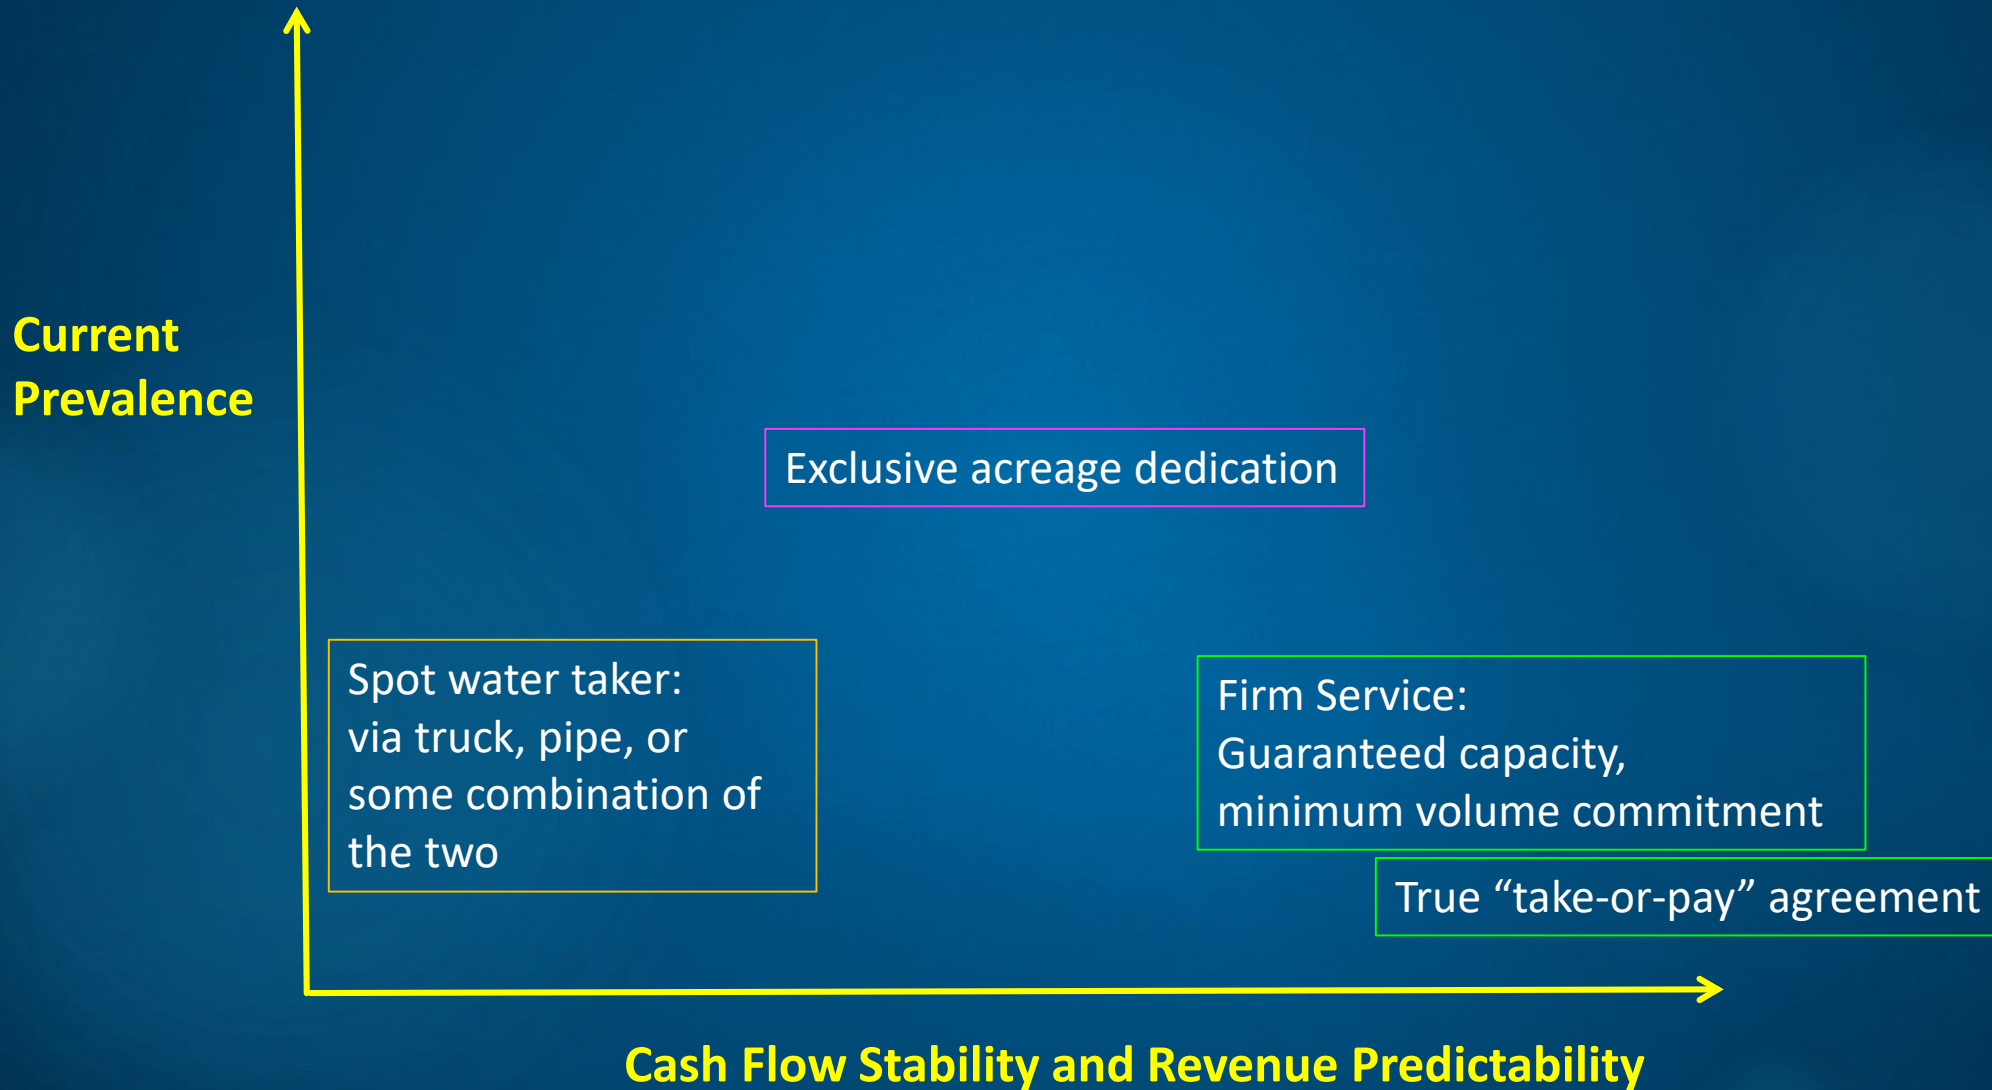 Current
Prevalence
Exclusive acreage dedication
Spot water taker:
via truck, pipe, or
some combination of
the two
Firm Service:
Guaranteed capacity,
minimum volume commitment
True “take-or-pay” agreement
Cash Flow Stability and Revenue Predictability